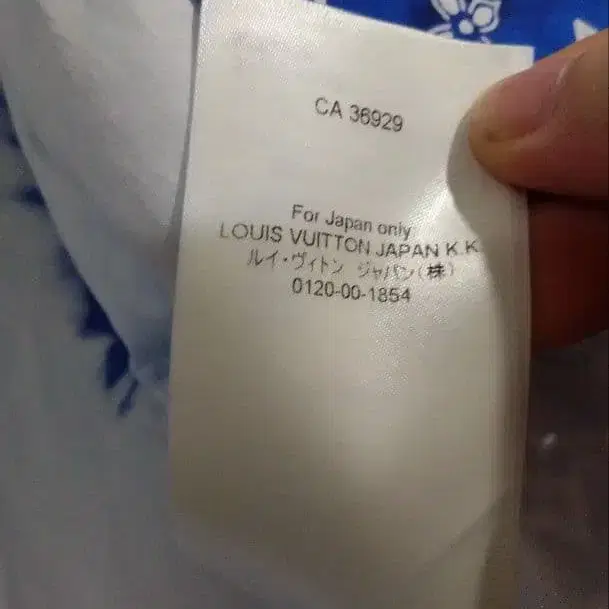 CA 36929
For Japan only
LOUIS VUITTON JAPAN K.K.
ルイ・ヴィトン ジャパン(株)
0120-00-1854